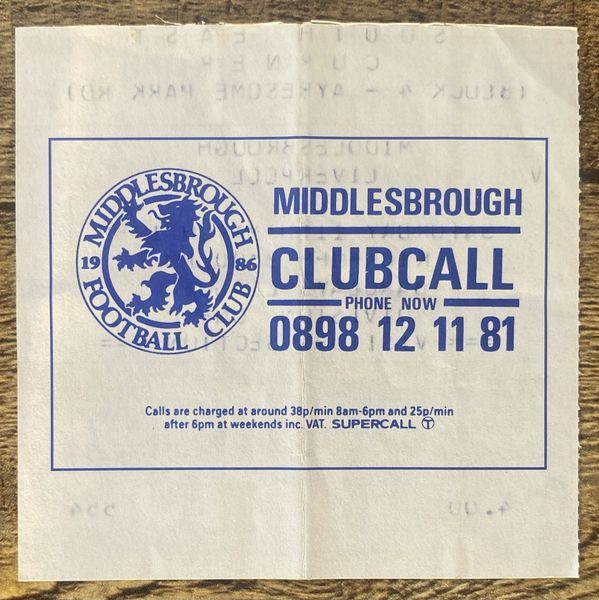 SOUTH EAST
CORNER
(BLOCK 4 - AYRESOME PARK RD)
MIDDLESBROUGH
V LIVERPOOL
MIDDLESBROUGH
19 86
FOOTBALL CLUB
MIDDLESBROUGH
CLUBCALL
PHONE NOW
0898 12 11 81
Calls are charged at around 38p/min 8am-6pm and 25p/min
after 6pm at weekends inc. VAT. SUPERCALL T
4.00 554